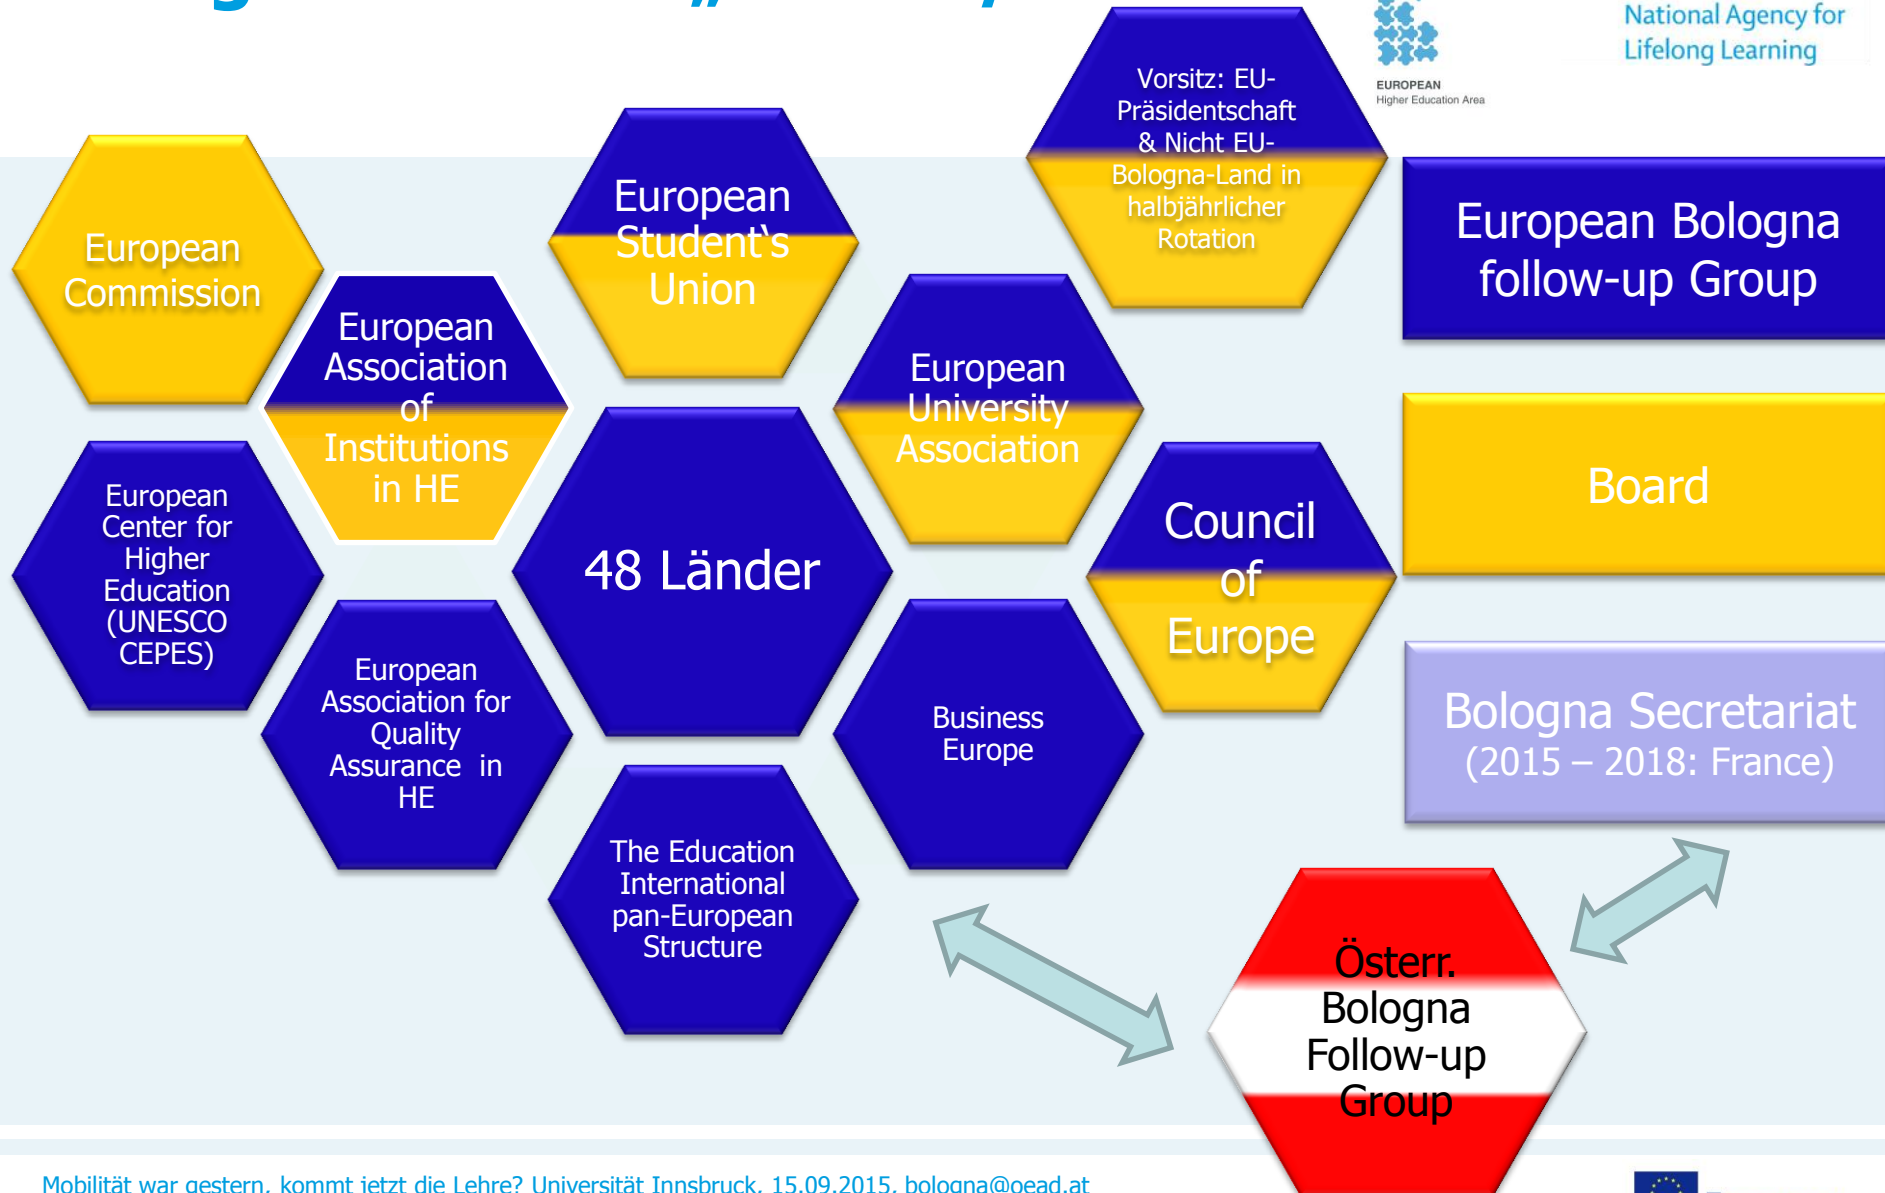 National Agency for
Lifelong Learning
EUROPEAN
Higher Education Area
Vorsitz: EU-
Präsidentschaft
& Nicht EU-
Bologna-Land in
halbjährlicher
Rotation
European
Commission
European
Student‘s
Union
European Bologna
follow-up Group
European
Association
of
Institutions
in HE
European
University
Association
Board
European
Center for
Higher
Education
(UNESCO
CEPES)
48 Länder
Council
of
Europe
European
Association for
Quality
Assurance in
HE
Business
Europe
Bologna Secretariat
(2015 – 2018: France)
The Education
International
pan-European
Structure
Österr.
Bologna
Follow-up
Group
Mobilität war gestern, kommt jetzt die Lehre? Universität Innsbruck, 15.09.2015, bologna@oead.at